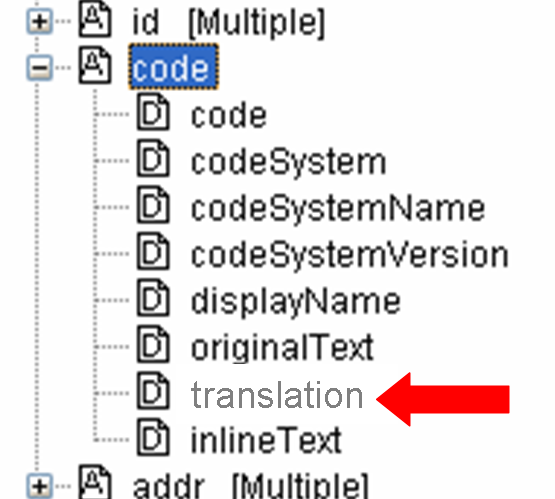 id [Multiple]
code
code
codeSystem
codeSystemName
codeSystemVersion
displayName
originalText
translation
inlineText
addr [Multiple]